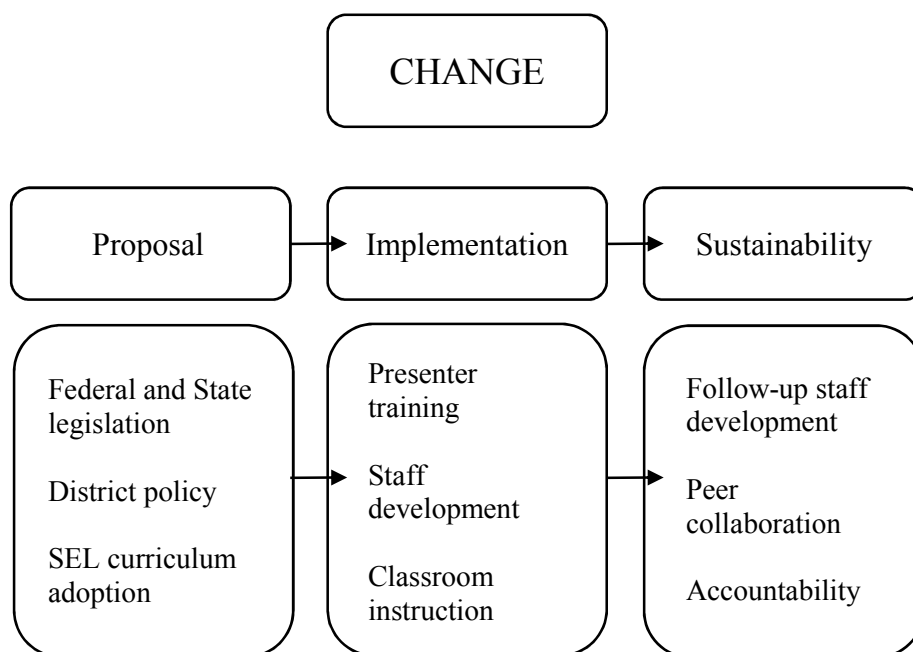 CHANGE
Proposal
Implementation
Sustainability
Federal and State
legislation
District policy
SEL curriculum
adoption
Presenter
training
Staff
development
Classroom
instruction
Follow-up staff
development
Peer
collaboration
Accountability